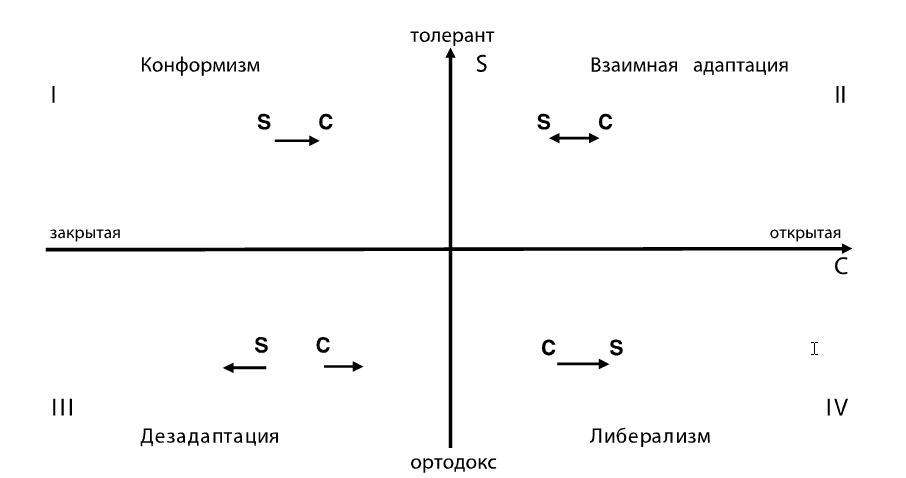 толерант
Конформизм
S
Взаимная адаптация
I
II
S C
S C
закрытая
открытая
C
S C
C S
III
IV
Дезадаптация
Либерализм
ортодокс